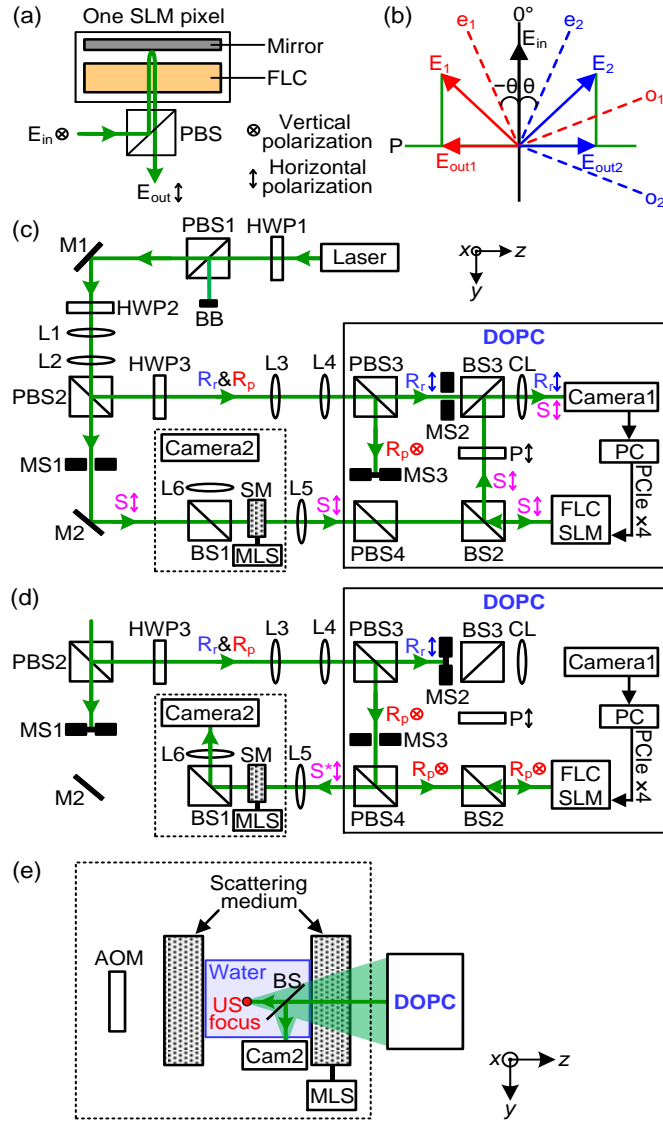 (a)
One SLM pixel
Mirror
FLC
E_in ⊗
PBS
⊗ Vertical
polarization
E_out ↕
↕ Horizontal
polarization
(b)
0°
e_1
e_2
E_in
E_1
E_2
−θ
θ
o_1
P
E_out1
E_out2
o_2
(c)
PBS1
HWP1
M1
Laser
x
z
y
HWP2
BB
L1
L2
HWP3
R_r&R_p
L3
L4
DOPC
PBS3
R_r↕
BS3
CL
R_r↕
S↕
Camera1
PBS2
MS2
R_p⊗
MS3
P↕
PC
PCIe ×4
MS1
Camera2
L6
SM
L5
S↕
M2
S↕
BS1
MLS
S↕
PBS4
BS2
S↕
FLC
SLM
(d)
HWP3
R_r&R_p
L3
L4
DOPC
PBS3
R_r↕
BS3
CL
Camera1
PBS2
MS2
MS1
Camera2
R_p⊗
MS3
P↕
PC
PCIe ×4
L6
SM
L5
S*↕
R_p⊗
R_p⊗
FLC
SLM
M2
BS1
MLS
PBS4
BS2
(e)
Scattering
medium
AOM
Water
BS
US
focus
DOPC
Cam2
MLS
x
z
y